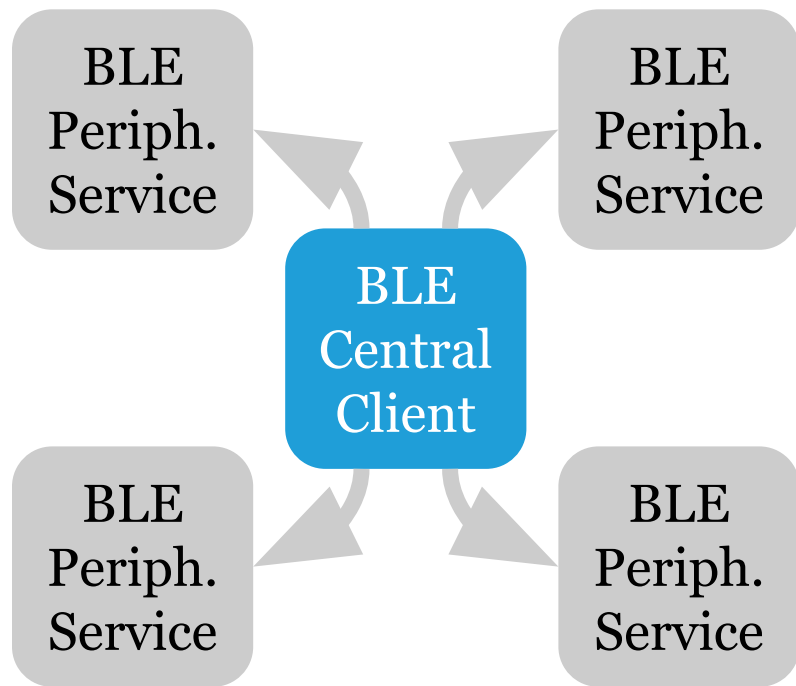 BLE
Periph.
Service
BLE
Periph.
Service
BLE
Central
Client
BLE
Periph.
Service
BLE
Periph.
Service